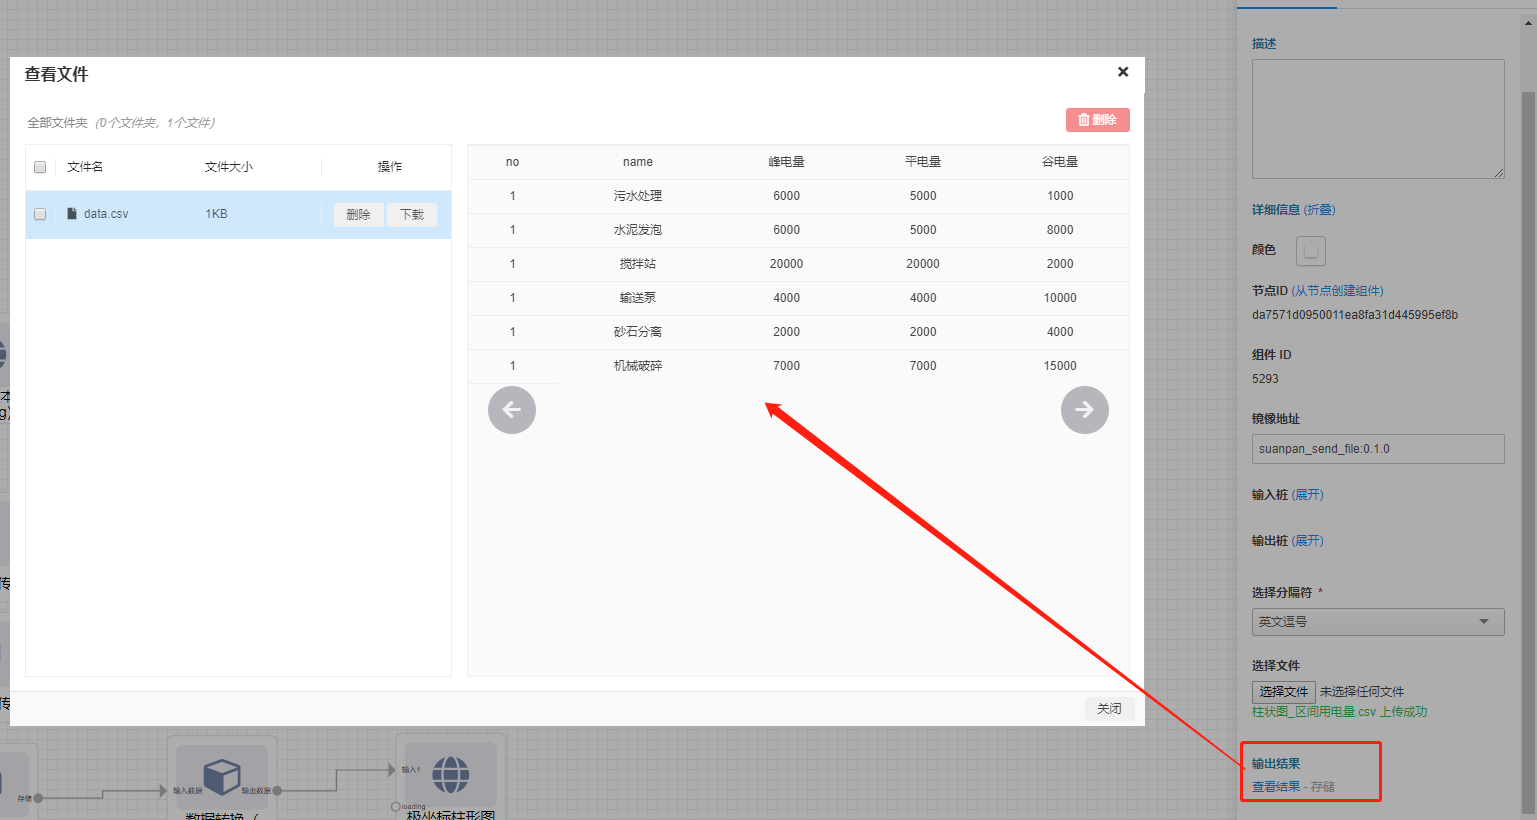 查看文件
全部文件夹 (0个文件夹，1个文件)
删除
文件名 文件大小 操作
data.csv 1KB 删除 下载
no name 峰电量 平电量 谷电量
1 污水处理 6000 5000 1000
1 水泥发泡 6000 5000 8000
1 搅拌站 20000 20000 2000
1 输送泵 4000 4000 10000
1 砂石分离 2000 2000 4000
1 机械破碎 7000 7000 15000
关闭
描述
详细信息 (折叠)
颜色
节点ID (从节点创建组件)
da7571d0950011ea8fa31d445995ef8b
组件 ID
5293
镜像地址
suanpan_send_file:0.1.0
输入桩 (展开)
输出桩 (展开)
选择分隔符 *
英文逗号
选择文件
选择文件 未选择任何文件
柱状图_区间用电量.csv 上传成功
输出结果
查看结果 - 存储
本
g)
传
传
存储
输入数据 输出数据
数据转换（
输入1
loading
极坐标柱形图